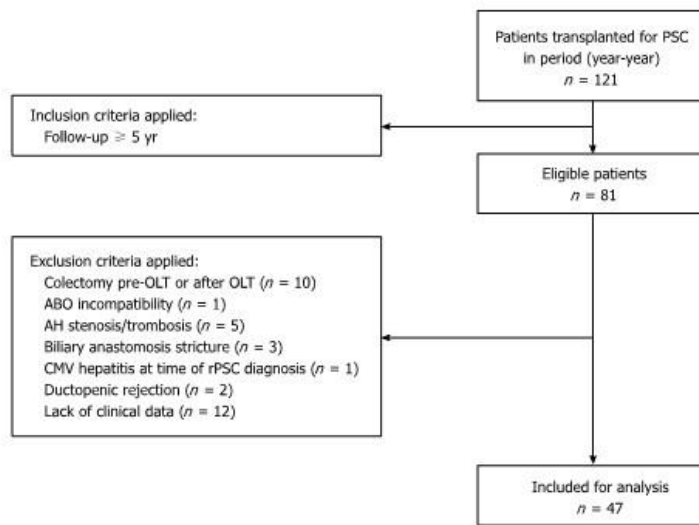 Patients transplanted for PSC
in period (year-year)
n = 121
Inclusion criteria applied:
Follow-up ≥ 5 yr
Eligible patients
n = 81
Exclusion criteria applied:
Colectomy pre-OLT or after OLT (n = 10)
ABO incompatibility (n = 1)
AH stenosis/trombosis (n = 5)
Biliary anastomosis stricture (n = 3)
CMV hepatitis at time of rPSC diagnosis (n = 1)
Ductopenic rejection (n = 2)
Lack of clinical data (n = 12)
Included for analysis
n = 47